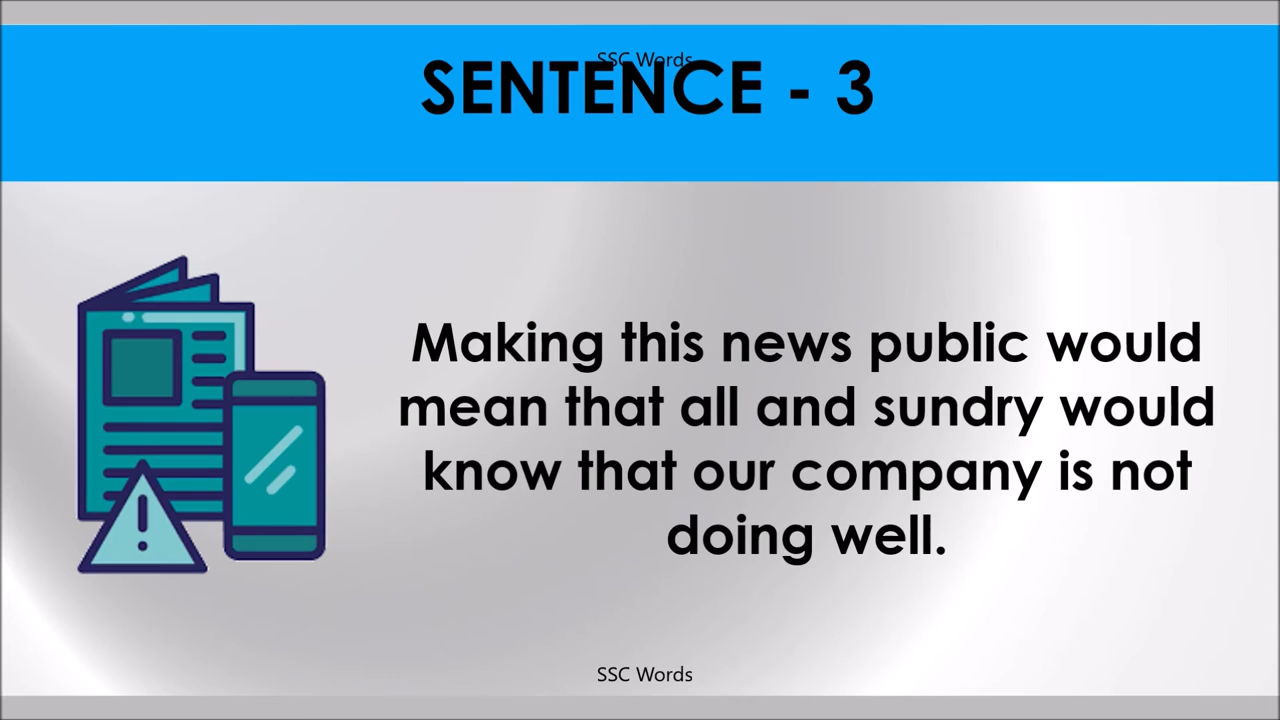 SSC Words
SENTENCE - 3
Making this news public would
mean that all and sundry would
know that our company is not
doing well.
SSC Words